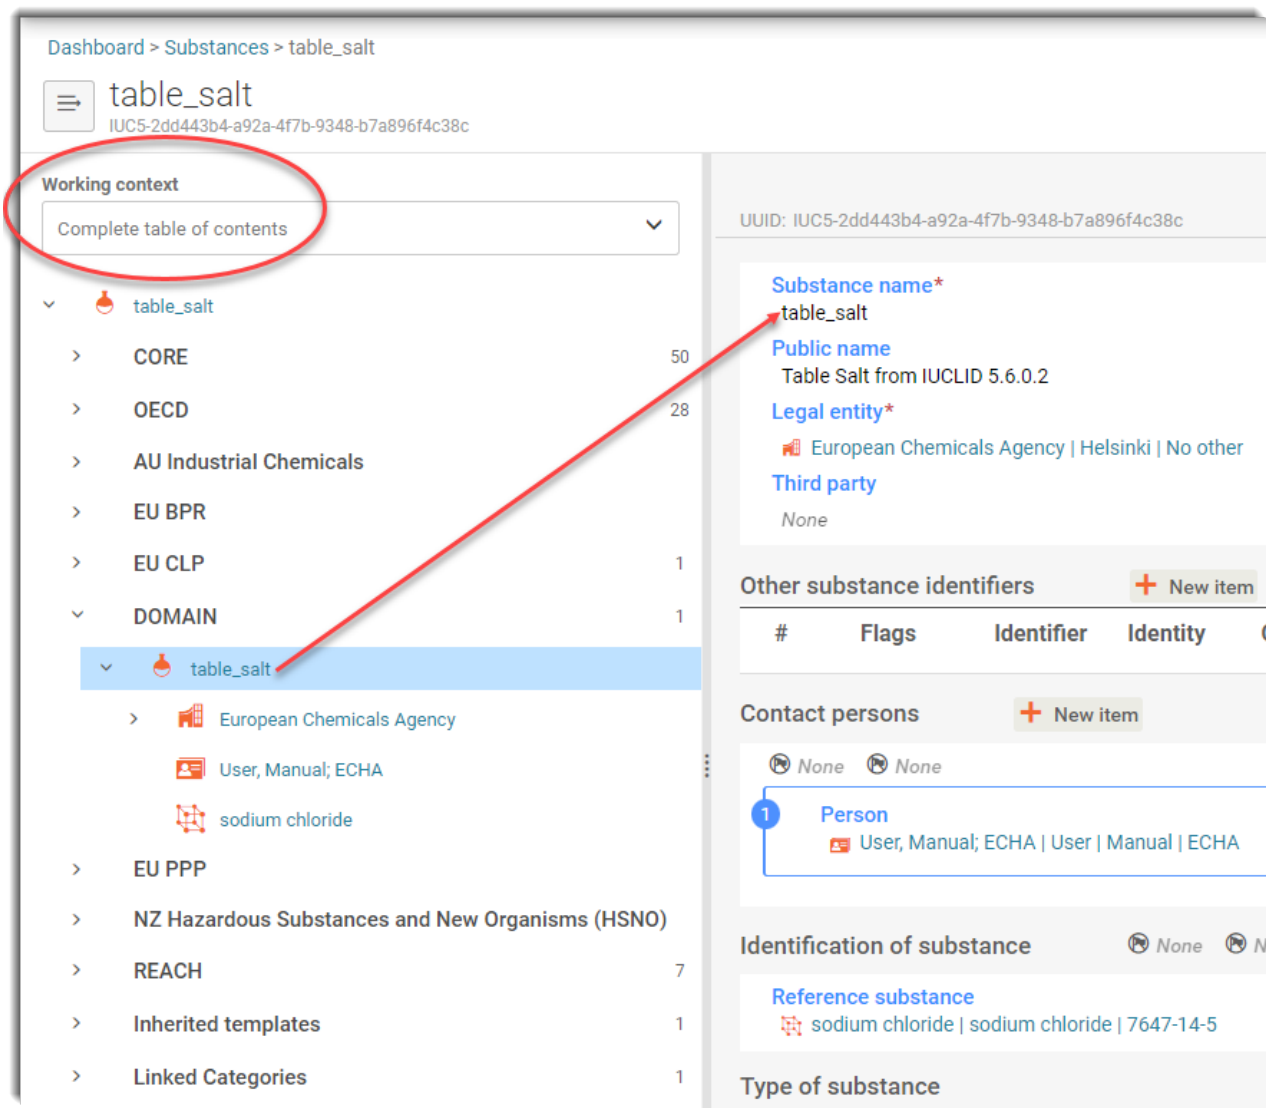 Dashboard > Substances > table_salt
table_salt
IUC5-2dd443b4-a92a-4f7b-9348-b7a896f4c38c
Working context
Complete table of contents
table_salt
CORE 50
OECD 28
AU Industrial Chemicals
EU BPR
EU CLP 1
DOMAIN 1
table_salt
European Chemicals Agency
User, Manual; ECHA
sodium chloride
EU PPP
NZ Hazardous Substances and New Organisms (HSNO)
REACH 7
Inherited templates 1
Linked Categories 1
UUID: IUC5-2dd443b4-a92a-4f7b-9348-b7a896f4c38c
Substance name*
table_salt
Public name
Table Salt from IUCLID 5.6.0.2
Legal entity*
European Chemicals Agency | Helsinki | No other
Third party
None
Other substance identifiers + New item
# Flags Identifier Identity
Contact persons + New item
None None
1 Person
User, Manual; ECHA | User | Manual | ECHA
Identification of substance None
Reference substance
sodium chloride | sodium chloride | 7647-14-5
Type of substance